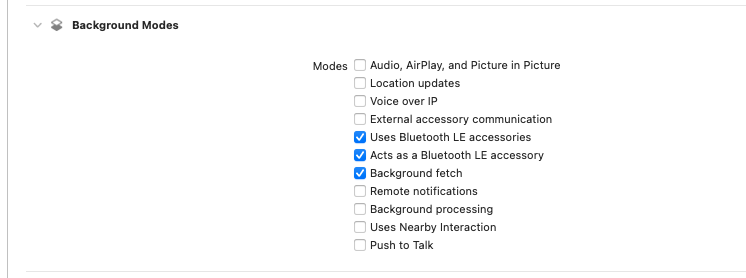 Background Modes
Modes Audio, AirPlay, and Picture in Picture
Location updates
Voice over IP
External accessory communication
Uses Bluetooth LE accessories
Acts as a Bluetooth LE accessory
Background fetch
Remote notifications
Background processing
Uses Nearby Interaction
Push to Talk